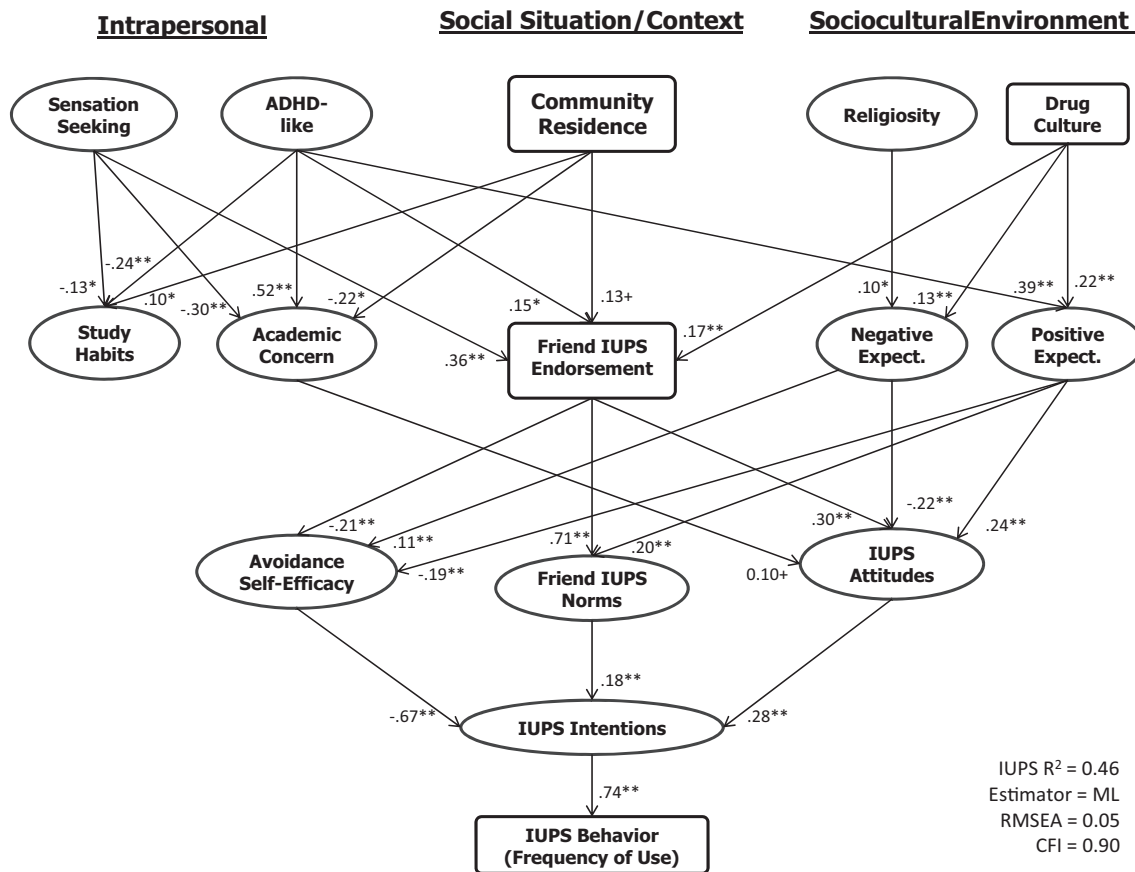 Intrapersonal
Social Situation/Context
SocioculturalEnvironment
Sensation
Seeking
ADHD-
like
Community
Residence
Religiosity
Drug
Culture
-.24**
-.13*
.10*
-.30**
.52**
-.22*
.15*
.13+
.36**
.17**
.10*
.13**
.39**
.22**
Study
Habits
Academic
Concern
Friend IUPS
Endorsement
Negative
Expect.
Positive
Expect.
-.21**
.11**
-.19**
.71**
.20**
.30**
-.22**
.24**
0.10+
Avoidance
Self-Efficacy
Friend IUPS
Norms
IUPS
Attitudes
-.67**
.18**
.28**
IUPS Intentions
.74**
IUPS Behavior
(Frequency of Use)
IUPS R² = 0.46
Estimator = ML
RMSEA = 0.05
CFI = 0.90